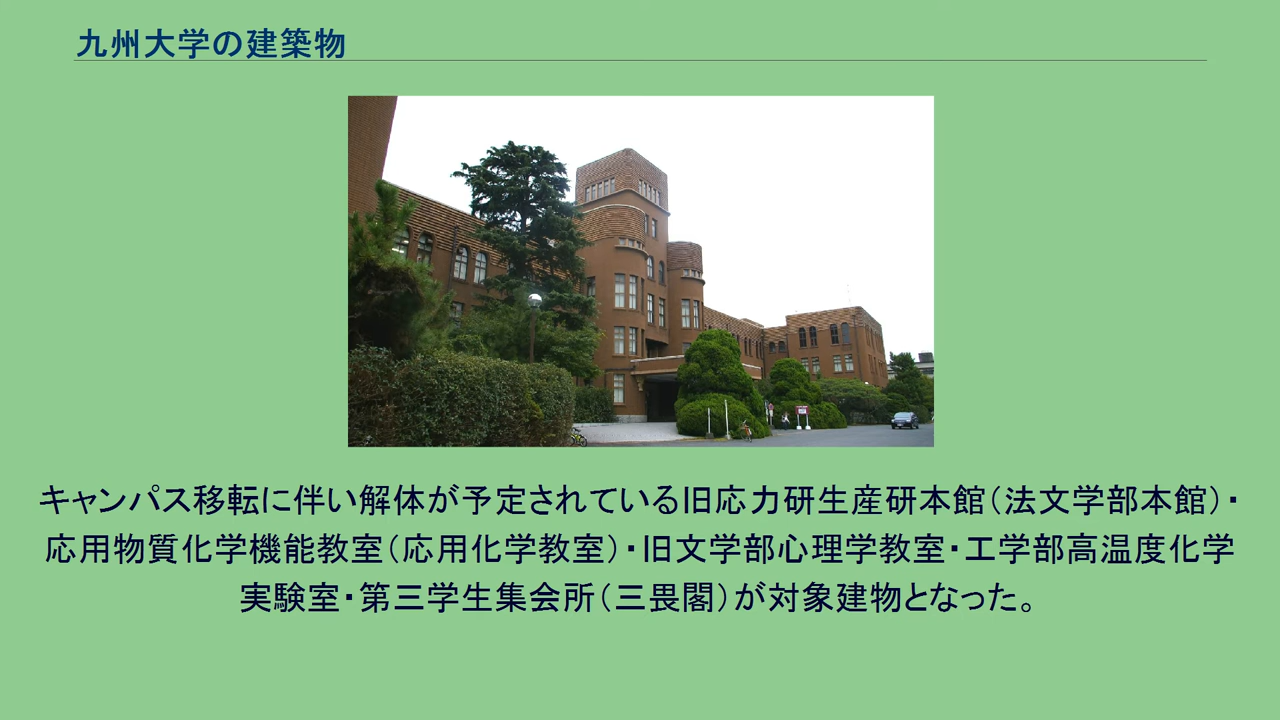 九州大学の建築物
キャンパス移転に伴い解体が予定されている旧応力研生産研本館（法文学部本館）・
応用物質化学機能教室（応用化学教室）・旧文学部心理学教室・工学部高温度化学
実験室・第三学生集会所（三畏閣）が対象建物となった。